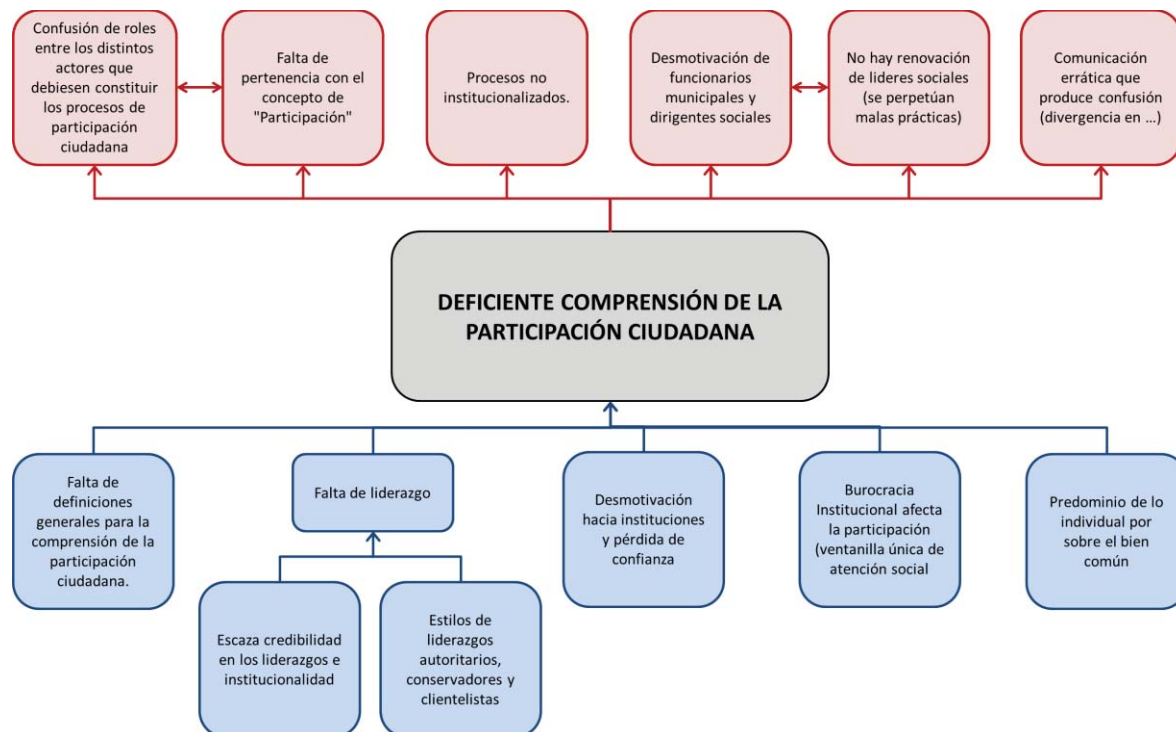 Confusión de roles
entre los distintos
actores que
debiesen constituir
los procesos de
participación
ciudadana
Falta de
pertenencia con el
concepto de
"Participación"
Procesos no
institucionalizados.
Desmotivación de
funcionarios
municipales y
dirigentes sociales
No hay renovación
de lideres sociales
(se perpetúan
malas prácticas)
Comunicación
errática que
produce confusión
(divergencia en …)
DEFICIENTE COMPRENSIÓN DE LA
PARTICIPACIÓN CIUDADANA
Falta de
definiciones
generales para la
comprensión de la
participación
ciudadana.
Falta de liderazgo
Desmotivación
hacia instituciones
y pérdida de
confianza
Burocracia
Institucional afecta
la participación
(ventanilla única de
atención social
Predominio de lo
individual por
sobre el bien
común
Escaza credibilidad
en los liderazgos e
institucionalidad
Estilos de
liderazgos
autoritarios,
conservadores y
clientelistas